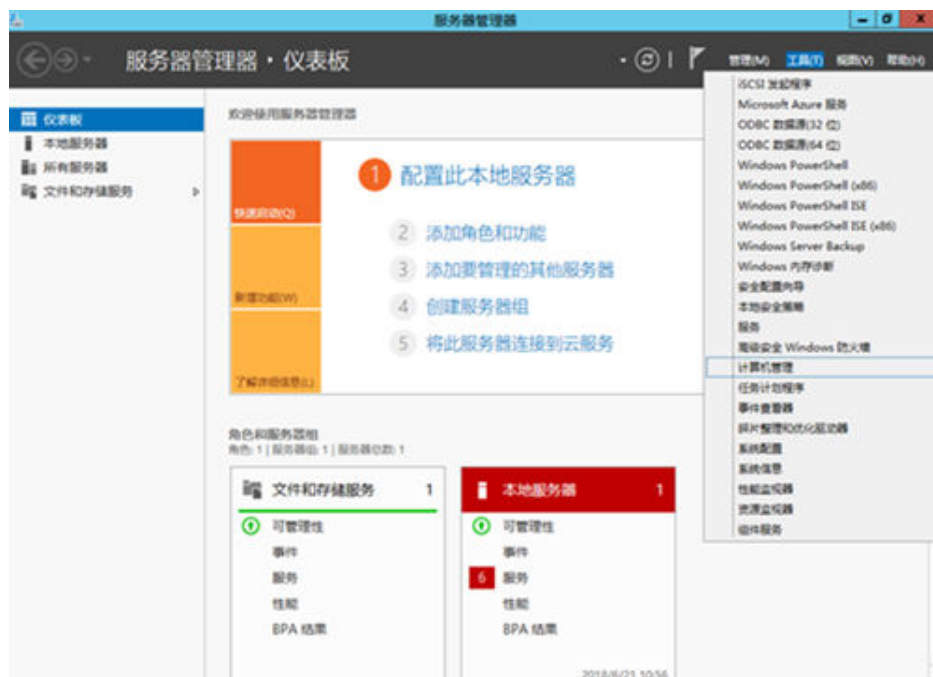 服务器管理器
服务器管理器 · 仪表板
管理(M) 工具(T) 视图(V) 帮助(H)
仪表板
本地服务器
所有服务器
文件和存储服务
欢迎使用服务器管理器
快速启动(Q)
新增功能(W)
了解详细信息(L)
1 配置此本地服务器
2 添加角色和功能
3 添加要管理的其他服务器
4 创建服务器组
5 将此服务器连接到云服务
角色和服务器组
角色: 1 | 服务器组: 1 | 服务器总数: 1
文件和存储服务 1
可管理性
事件
服务
性能
BPA 结果
本地服务器 1
可管理性
事件
6 服务
性能
BPA 结果
2018/6/21 10:56
iSCSI 发起程序
Microsoft Azure 服务
ODBC 数据源(32 位)
ODBC 数据源(64 位)
Windows PowerShell
Windows PowerShell (x86)
Windows PowerShell ISE
Windows PowerShell ISE (x86)
Windows Server Backup
Windows 内存诊断
安全配置向导
本地安全策略
服务
高级安全 Windows 防火墙
计算机管理
任务计划程序
事件查看器
碎片整理和优化驱动器
系统配置
系统信息
性能监视器
资源监视器
组件服务